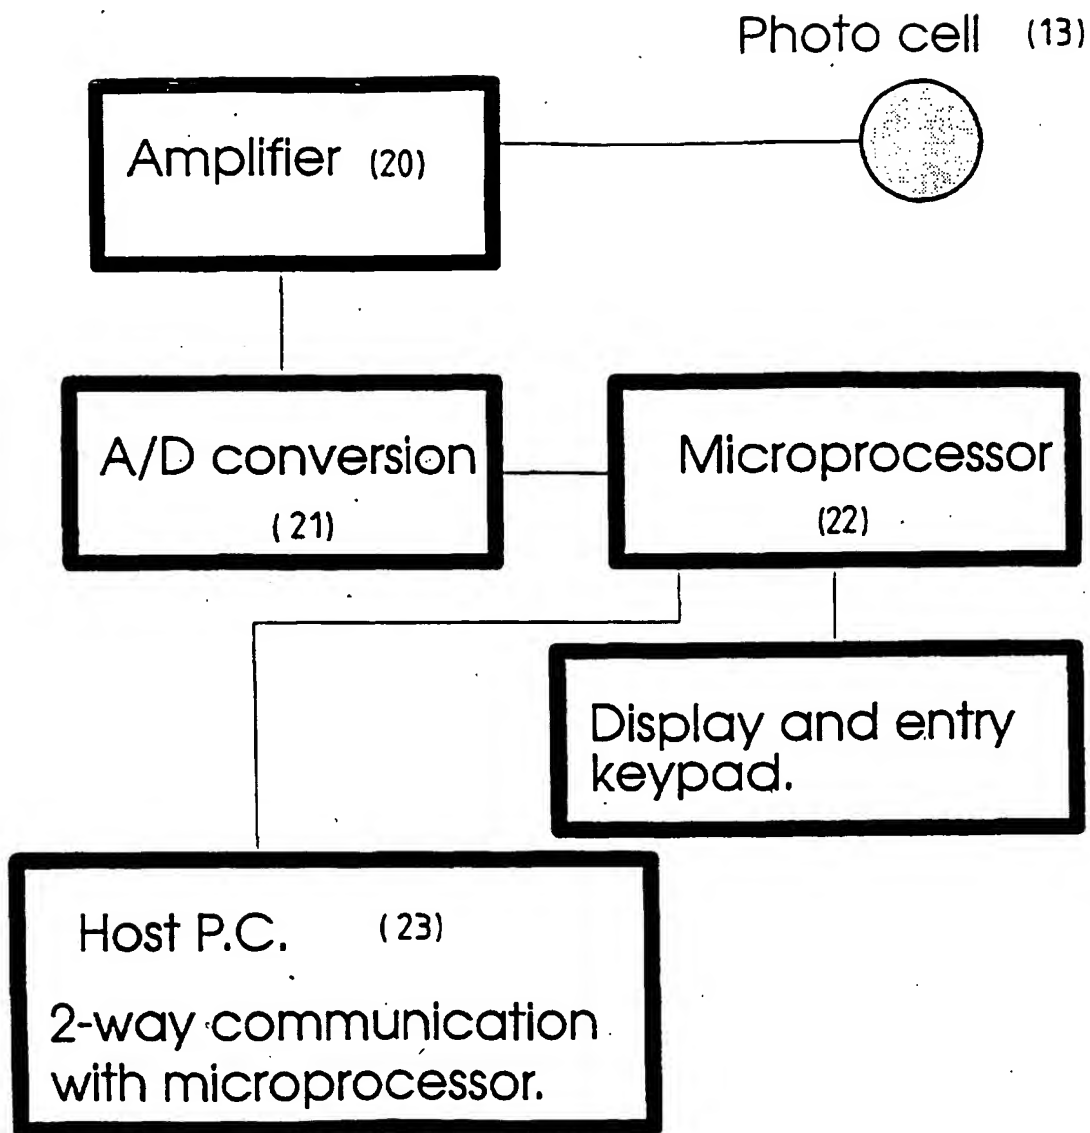 Photo cell (13)
Amplifier (20)
A/D conversion
(21)
Microprocessor
(22)
Display and entry
keypad.
Host P.C. (23)
2-way communication
with microprocessor.